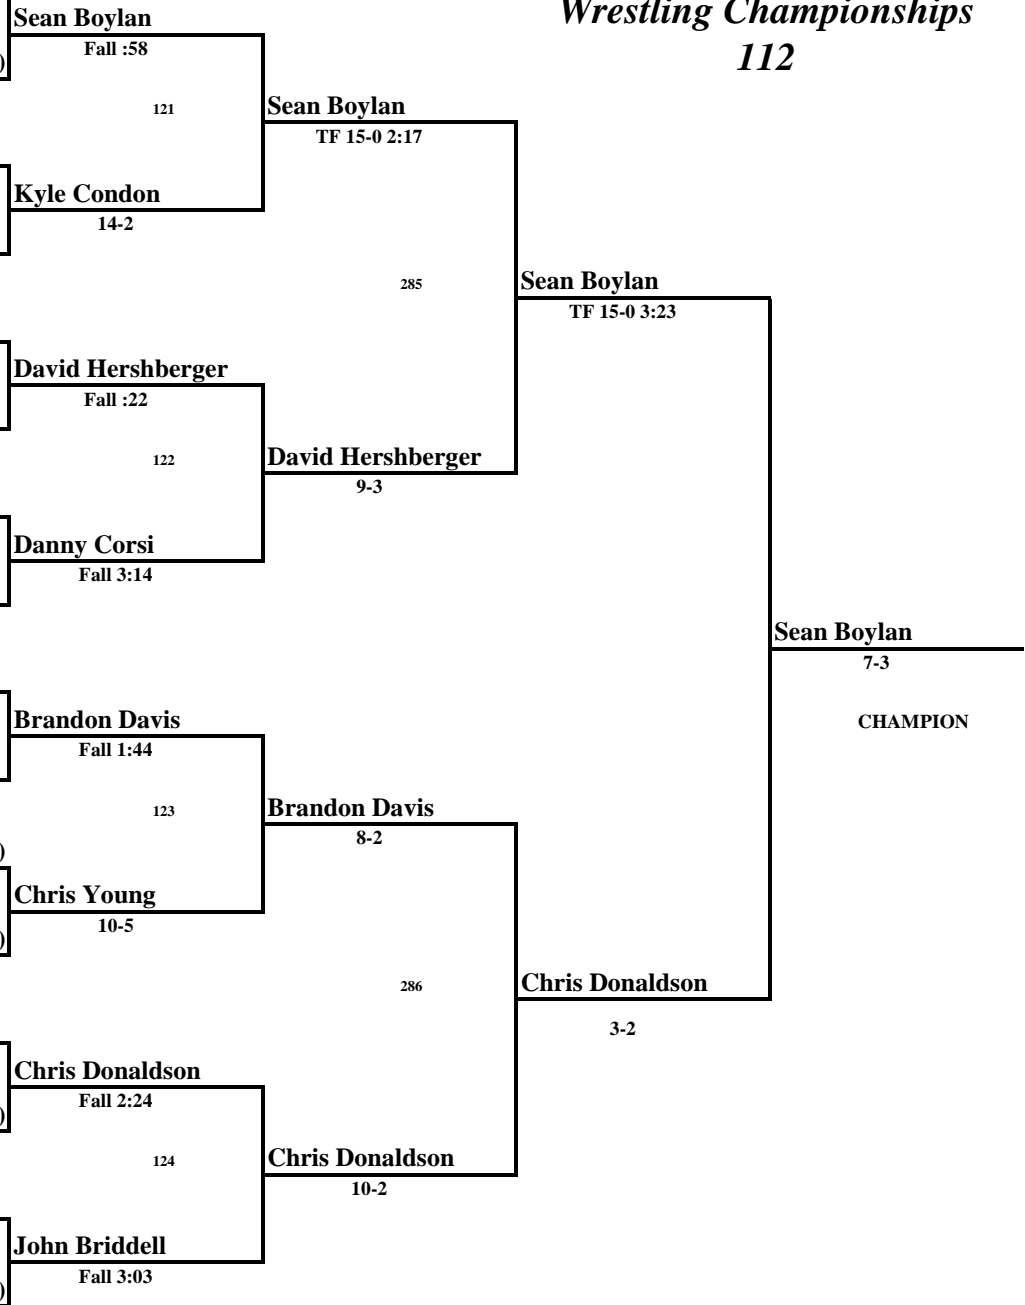 Wrestling Championships
112
Sean Boylan
Fall :58
)
121
Sean Boylan
TF 15-0 2:17
Kyle Condon
14-2
285
Sean Boylan
TF 15-0 3:23
David Hershberger
Fall :22
122
David Hershberger
9-3
Danny Corsi
Fall 3:14
Sean Boylan
7-3
CHAMPION
Brandon Davis
Fall 1:44
123
Brandon Davis
8-2
)
Chris Young
10-5
)
286
Chris Donaldson
3-2
Chris Donaldson
Fall 2:24
)
124
Chris Donaldson
10-2
John Briddell
Fall 3:03
)